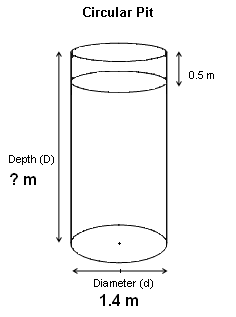 Circular Pit
0.5 m
Depth (D)
? m
Diameter (d)
1.4 m